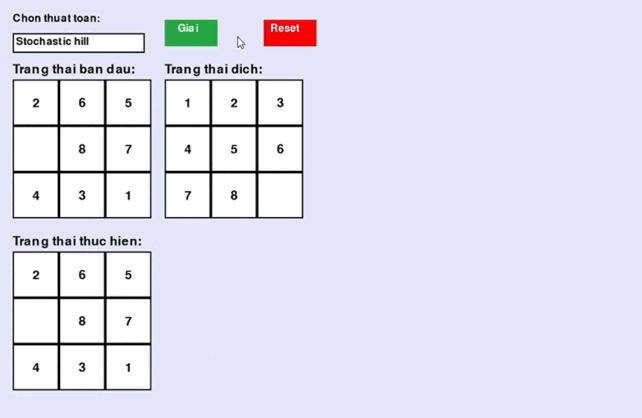 Chon thuat toan:
Giai
Reset
Stochastic hill
Trang thai ban dau:
Trang thai dich:
2 6 5
8 7
4 3 1
1 2 3
4 5 6
7 8
Trang thai thuc hien:
2 6 5
8 7
4 3 1